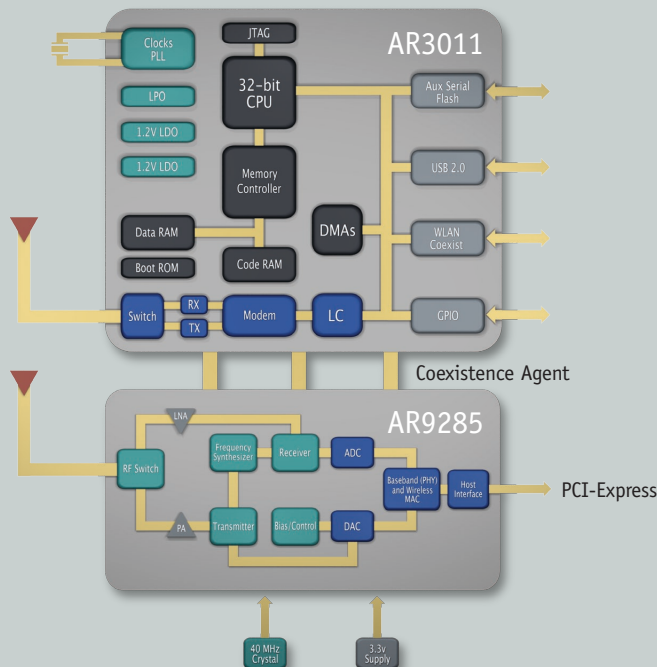 AR3011
Clocks
PLL
JTAG
32-bit
CPU
LPO
1.2V LDO
1.2V LDO
Aux Serial
Flash
Memory
Controller
USB 2.0
Data RAM
DMAs
WLAN
Coexist
Boot ROM
Code RAM
Switch
RX
TX
Modem
LC
GPIO
Coexistence Agent
AR9285
LNA
RF Switch
Frequency
Synthesizer
Receiver
ADC
Baseband (PHY)
and Wireless
MAC
Host
Interface
PCI-Express
PA
Transmitter
Bias/Control
DAC
40 MHz
Crystal
3.3v
Supply